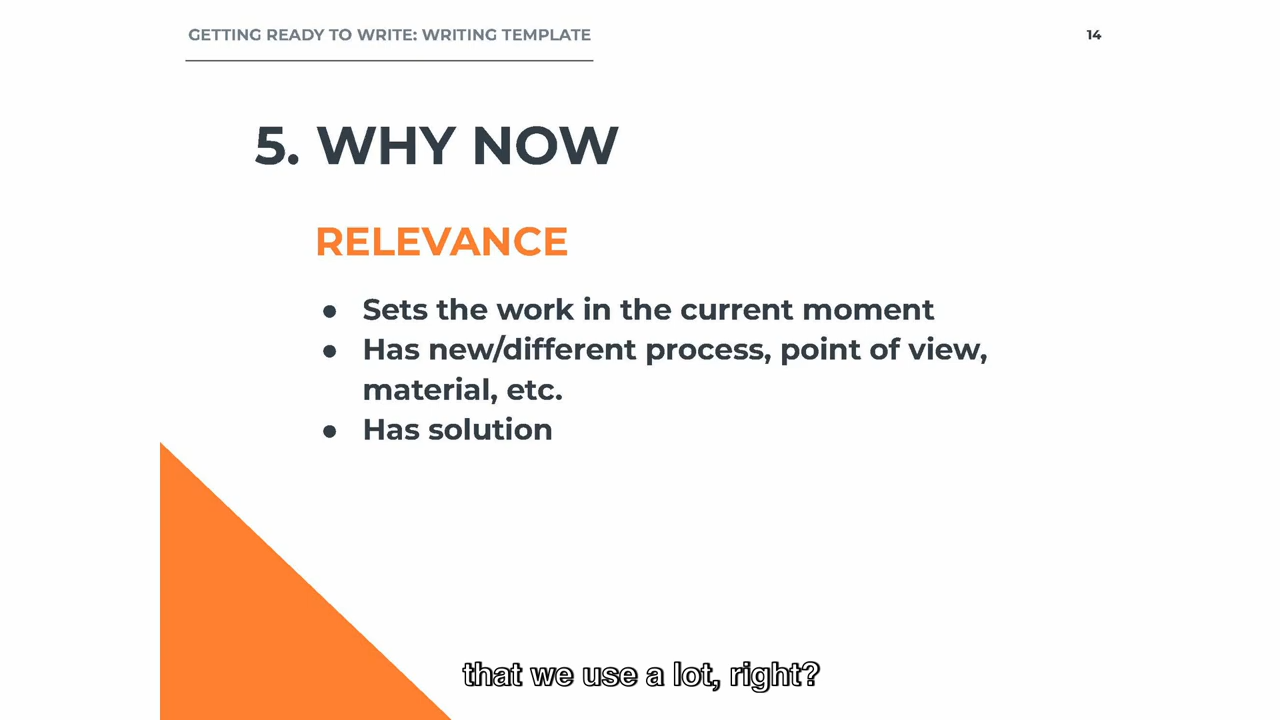 GETTING READY TO WRITE: WRITING TEMPLATE
14
5. WHY NOW
RELEVANCE
● Sets the work in the current moment
● Has new/different process, point of view,
material, etc.
● Has solution
that we use a lot, right?